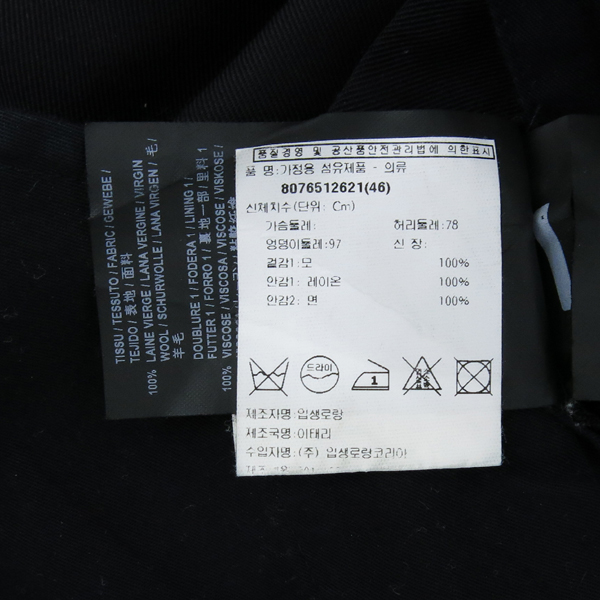 품질경영 및 공산품안전관리법에 의한표시
품 명:가정용 섬유제품 - 의류
8076512621(46)
신체치수(단위: Cm)
가슴둘레: 허리둘레:78
엉덩이둘레:97 신 장:
겉감1:모 100%
안감1: 레이온 100%
안감2: 면 100%
드라이
1
제조자명:입생로랑
제조국명:이태리
수입자명:(주) 입생로랑코리아
TISSU / TESSUTO / FABRIC / GEWEBE /
TEJIDO / 表地 / 面料
100% LAINE VIERGE / LANA VERGINE / VIRGIN
WOOL / SCHURWOLLE / LANA VIRGEN / 毛 /
羊毛
DOUBLURE 1 / FODERA 1 / LINING 1 /
FUTTER 1 / FORRO 1 / 裏地一部 / 里料 1
100% VISCOSE / VISCOSA / VISCOSE / VISKOSE /